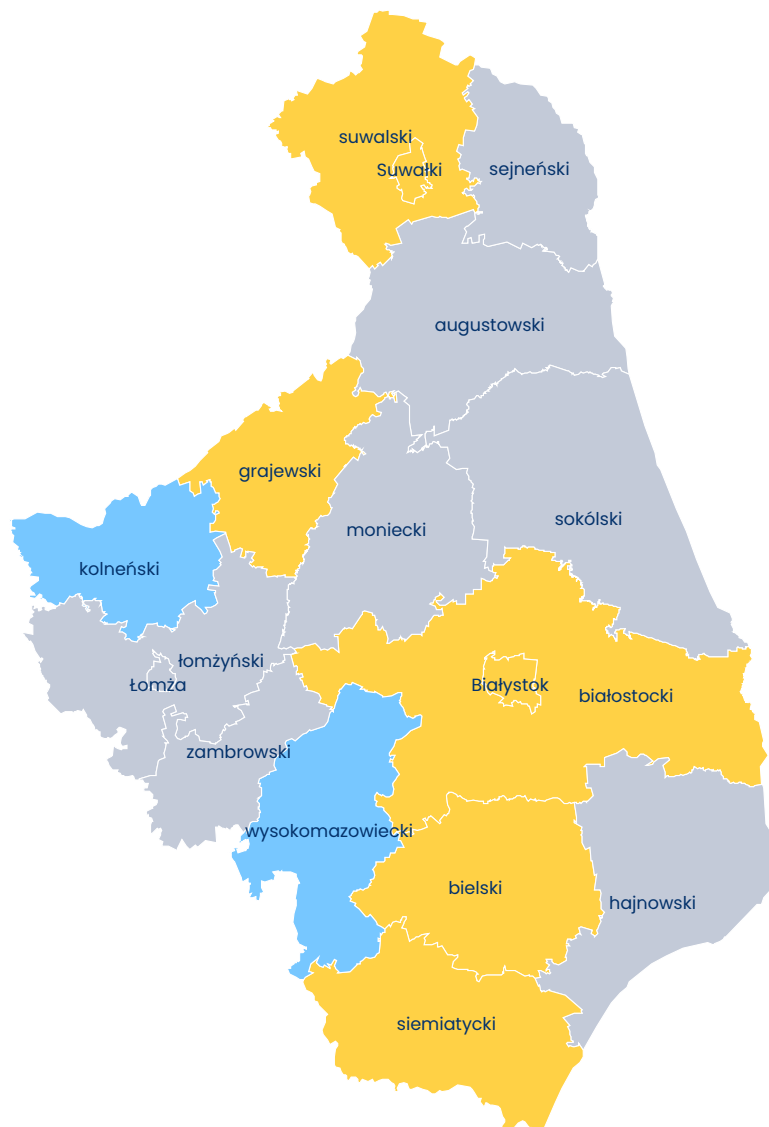 suwalski
Suwałki
sejneński
augustowski
grajewski
sokólski
moniecki
kolneński
łomżyński
Łomża
Białystok
białostocki
zambrowski
wysokomazowiecki
bielski
hajnowski
siemiatycki